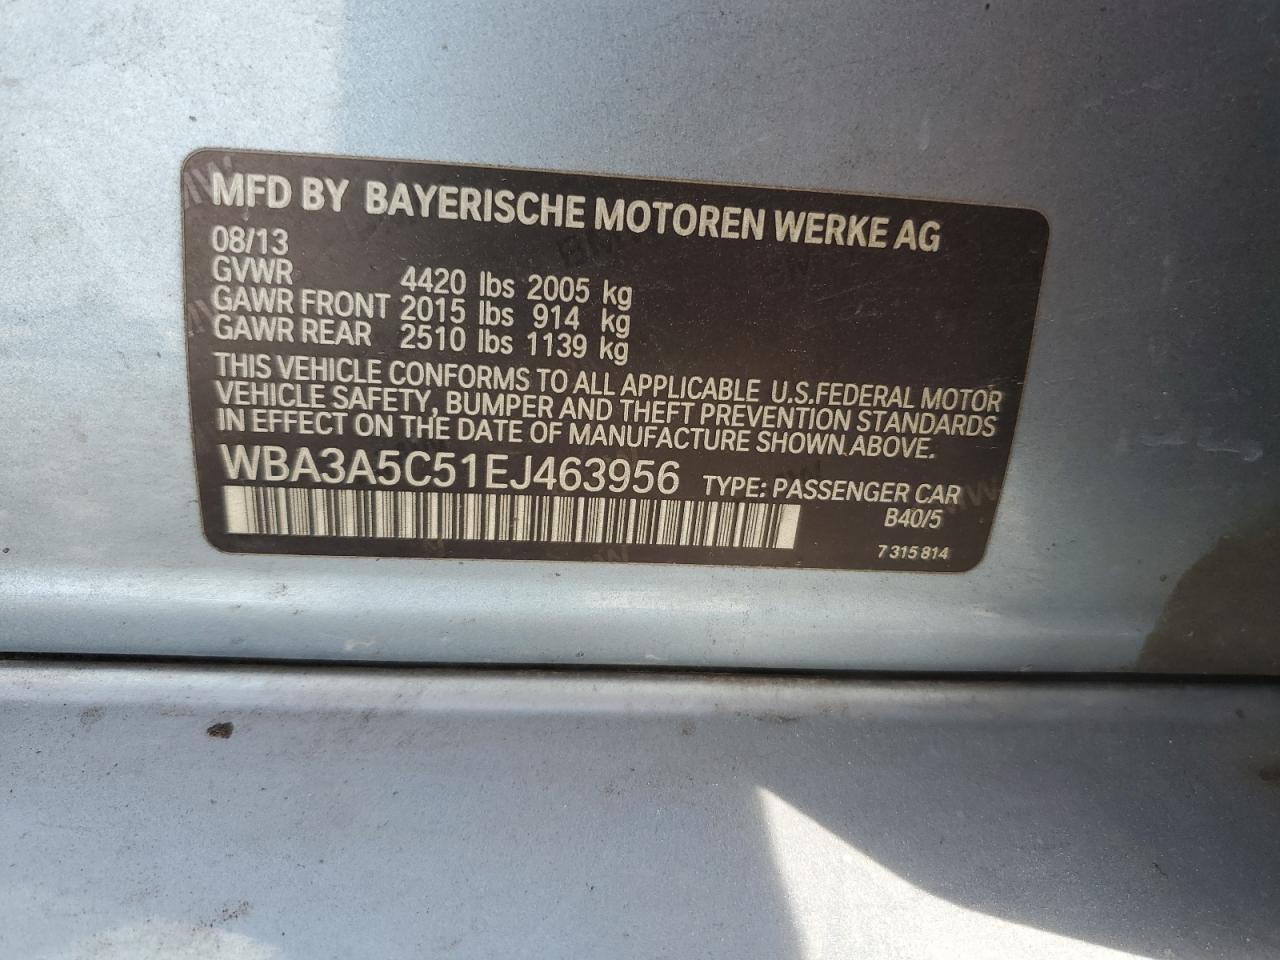 MFD BY BAYERISCHE MOTOREN WERKE AG
08/13
GVWR 4420 lbs 2005 kg
GAWR FRONT 2015 lbs 914 kg
GAWR REAR 2510 lbs 1139 kg
THIS VEHICLE CONFORMS TO ALL APPLICABLE U.S.FEDERAL MOTOR
VEHICLE SAFETY, BUMPER AND THEFT PREVENTION STANDARDS
IN EFFECT ON THE DATE OF MANUFACTURE SHOWN ABOVE.
WBA3A5C51EJ463956 TYPE: PASSENGER CAR
B40/5
7 315 814